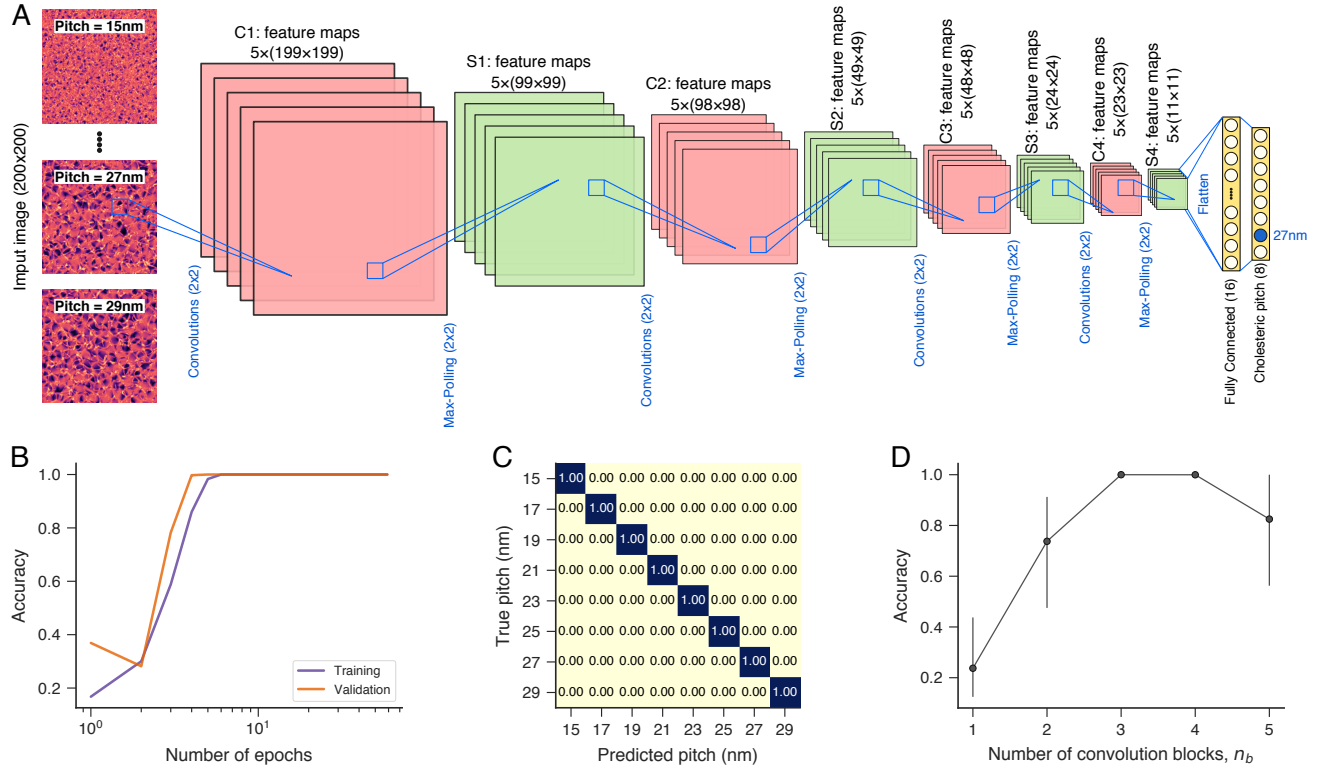 A
Pitch = 15nm
Pitch = 27nm
Pitch = 29nm
Imput image (200x200)
C1: feature maps
5×(199×199)
S1: feature maps
5×(99×99)
C2: feature maps
5×(98×98)
S2: feature maps
5×(49×49)
C3: feature maps
5×(48×48)
S3: feature maps
5×(24×24)
C4: feature maps
5×(23×23)
S4: feature maps
5×(11×11)
Convolutions (2x2)
Max-Polling (2x2)
Convolutions (2x2)
Max-Polling (2x2)
Convolutions (2x2)
Max-Polling (2x2)
Convolutions (2x2)
Max-Polling (2x2)
Flatten
27nm
Fully Connected (16)
Cholesteric pitch (8)
B
Accuracy
1.0
0.8
0.6
0.4
0.2
Training
Validation
10⁰ 10¹
Number of epochs
C
True pitch (nm)
15 1.00 0.00 0.00 0.00 0.00 0.00 0.00 0.00
17 0.00 1.00 0.00 0.00 0.00 0.00 0.00 0.00
19 0.00 0.00 1.00 0.00 0.00 0.00 0.00 0.00
21 0.00 0.00 0.00 1.00 0.00 0.00 0.00 0.00
23 0.00 0.00 0.00 0.00 1.00 0.00 0.00 0.00
25 0.00 0.00 0.00 0.00 0.00 1.00 0.00 0.00
27 0.00 0.00 0.00 0.00 0.00 0.00 1.00 0.00
29 0.00 0.00 0.00 0.00 0.00 0.00 0.00 1.00
15 17 19 21 23 25 27 29
Predicted pitch (nm)
D
Accuracy
1.0
0.8
0.6
0.4
0.2
1 2 3 4 5
Number of convolution blocks, n_b